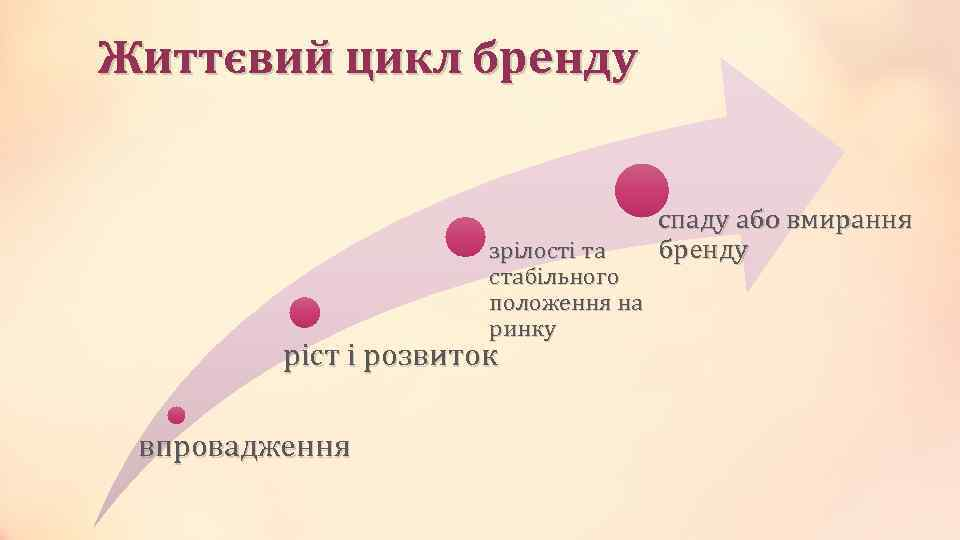 Життєвий цикл бренду
впровадження
ріст і розвиток
зрілості та
стабільного
положення на
ринку
спаду або вмирання
бренду